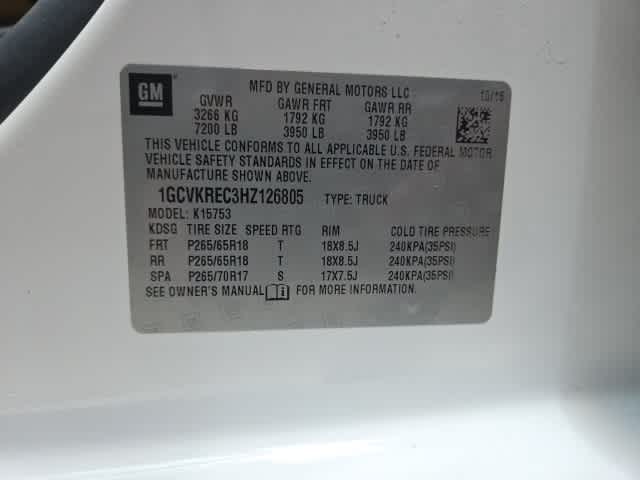 GM
MFD BY GENERAL MOTORS LLC 10/16
GVWR GAWR FRT GAWR RR
3266 KG 1792 KG 1792 KG
7200 LB 3950 LB 3950 LB
THIS VEHICLE CONFORMS TO ALL APPLICABLE U.S. FEDERAL MOTOR
VEHICLE SAFETY STANDARDS IN EFFECT ON THE DATE OF
MANUFACTURE SHOWN ABOVE.
1GCVKREC3HZ126805 TYPE: TRUCK
MODEL: K15753
KDSG TIRE SIZE SPEED RTG RIM COLD TIRE PRESSURE
FRT P265/65R18 T 18X8.5J 240KPA(35PSI)
RR P265/65R18 T 18X8.5J 240KPA(35PSI)
SPA P265/70R17 S 17X7.5J 240KPA(35PSI)
SEE OWNER'S MANUAL i